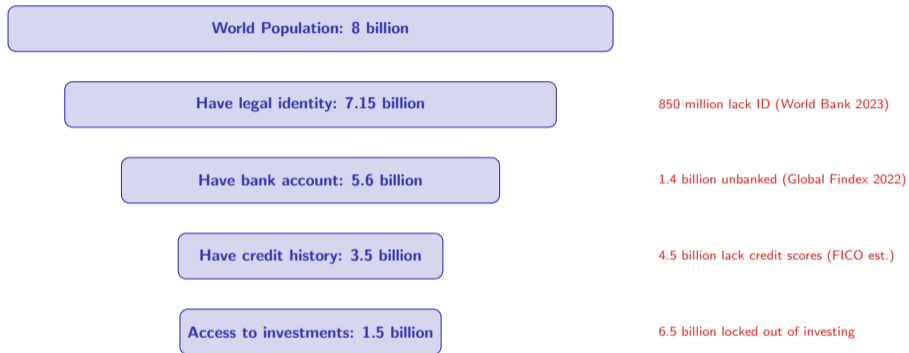 World Population: 8 billion
Have legal identity: 7.15 billion
850 million lack ID (World Bank 2023)
Have bank account: 5.6 billion
1.4 billion unbanked (Global Findex 2022)
Have credit history: 3.5 billion
4.5 billion lack credit scores (FICO est.)
Access to investments: 1.5 billion
6.5 billion locked out of investing